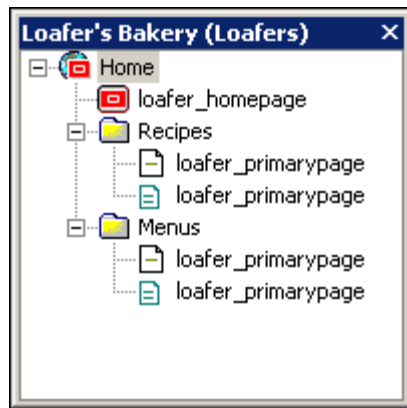 Loafer's Bakery (Loafers)
Home
loafer_homepage
Recipes
loafer_primarypage
loafer_primarypage
Menus
loafer_primarypage
loafer_primarypage